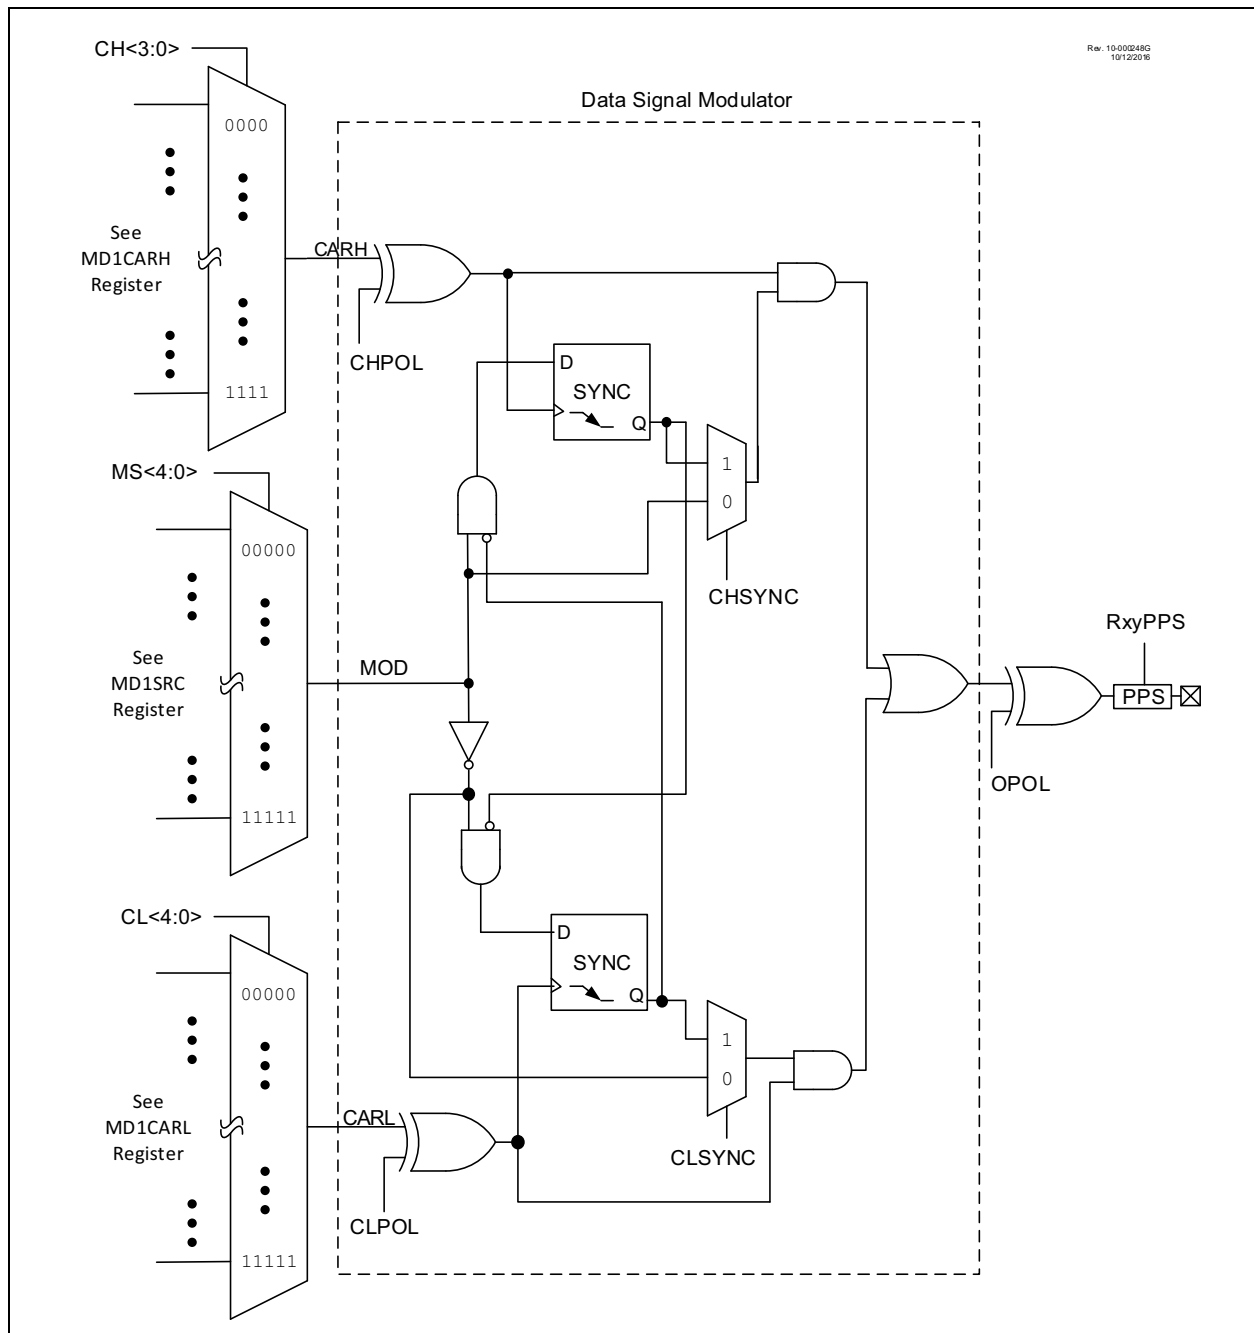 CH<3:0>
Rev. 10-000248G
10/12/2016
Data Signal Modulator
0000
See
MD1CARH
Register
CARH
1111
CHPOL
D
SYNC
Q
1
0
CHSYNC
MS<4:0>
00000
See
MD1SRC
Register
MOD
11111
RxyPPS
PPS
OPOL
CL<4:0>
00000
See
MD1CARL
Register
CARL
11111
D
SYNC
Q
1
0
CLSYNC
CLPOL